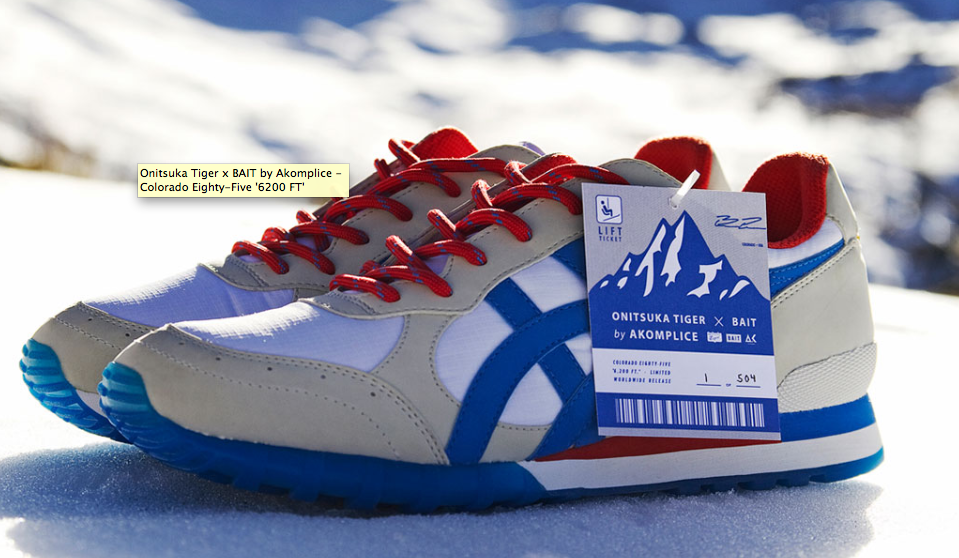 Onitsuka Tiger x BAIT by Akomplice –
Colorado Eighty-Five '6200 FT'
LIFT
TICKET
ONITSUKA TIGER X BAIT
by AKOMPLICE
BAIT
COLORADO EIGHTY-FIVE
"6,200 FT." - LIMITED
WORLDWIDE RELEASE
1 OF 504